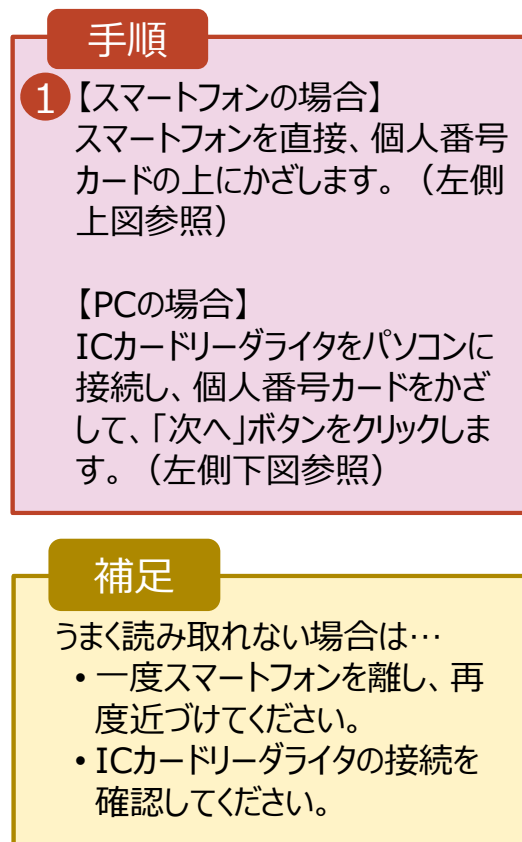 手順
1【スマートフォンの場合】
スマートフォンを直接、個人番号
カードの上にかざします。（左側
上図参照）
【PCの場合】
ICカードリーダライタをパソコンに
接続し、個人番号カードをかざ
して、「次へ」ボタンをクリックしま
す。（左側下図参照）
補足
うまく読み取れない場合は…
• 一度スマートフォンを離し、再
度近づけてください。
• ICカードリーダライタの接続を
確認してください。